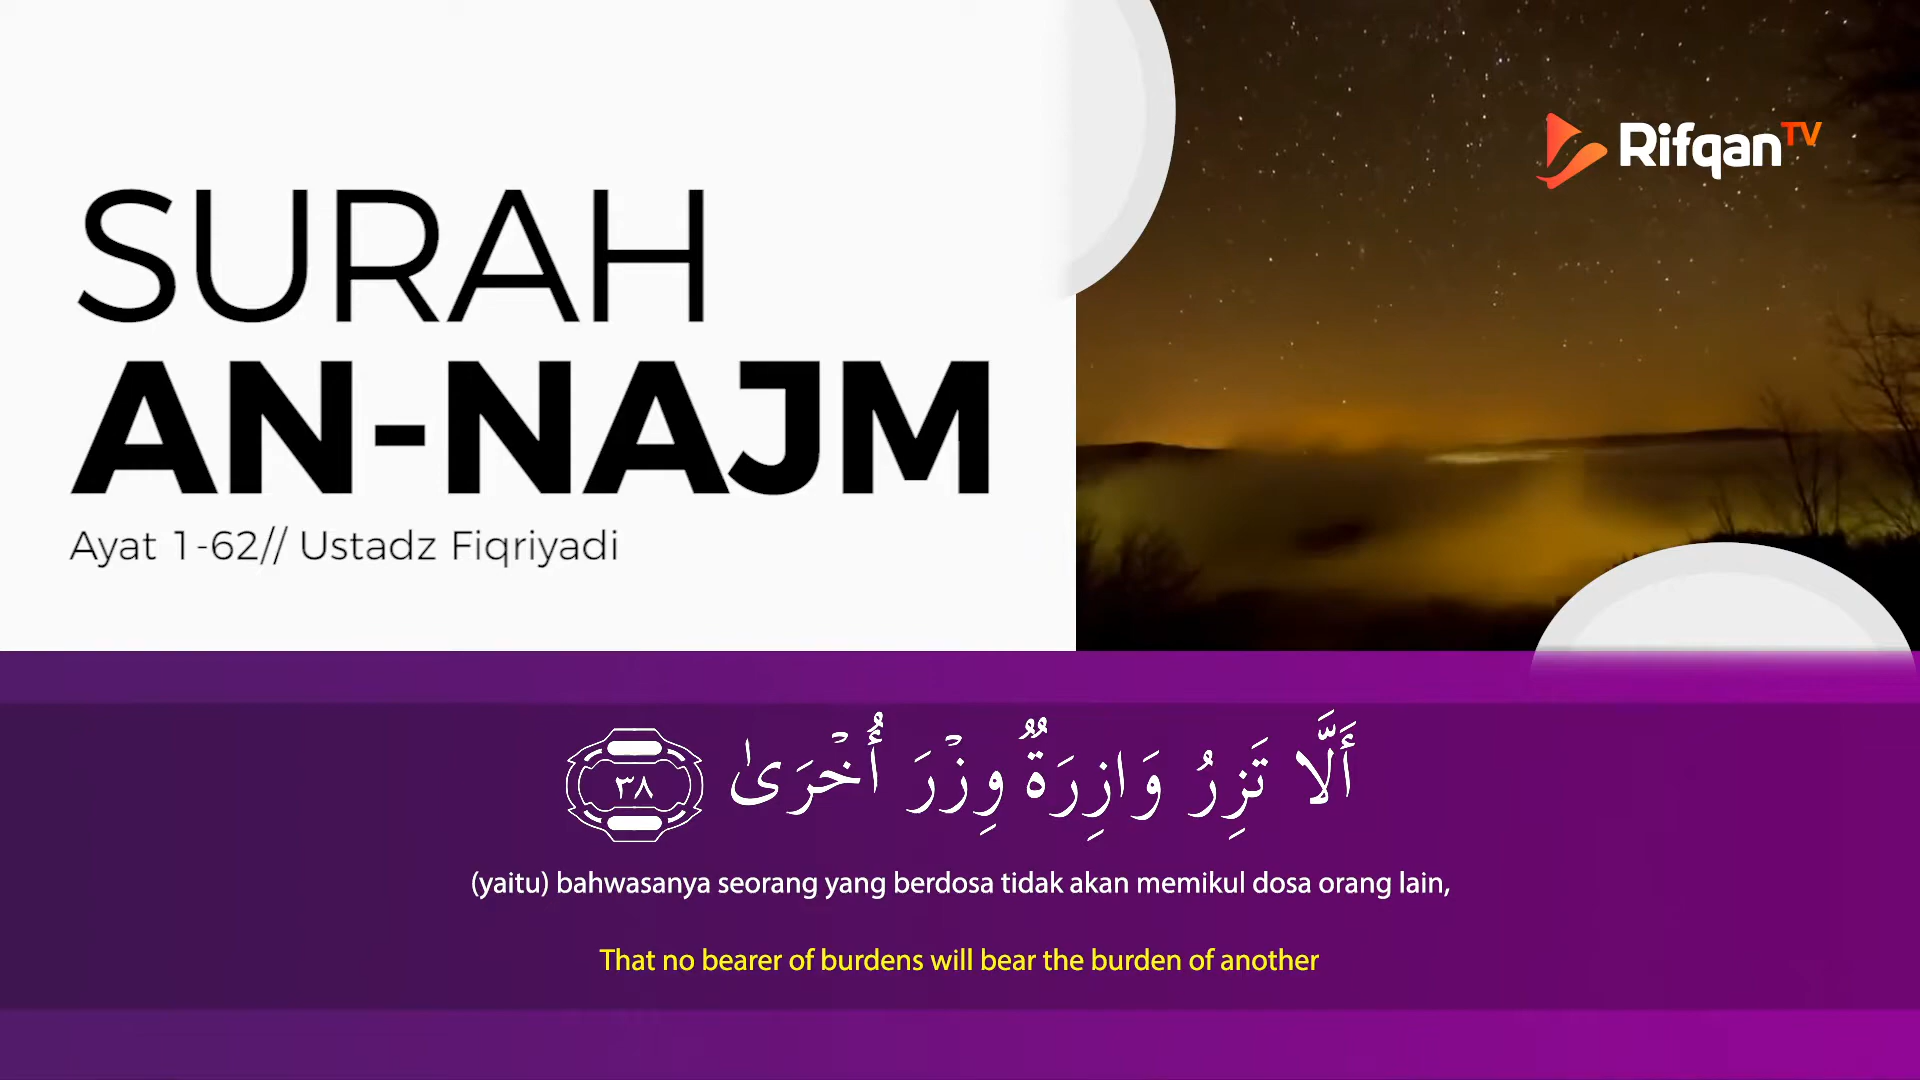 SURAH
AN-NAJM
Ayat 1-62// Ustadz Fiqriyadi
Rifqan TV
أَلَّا تَزِرُ وَازِرَةٌ وِزْرَ أُخْرَىٰ ٣٨
(yaitu) bahwasanya seorang yang berdosa tidak akan memikul dosa orang lain,
That no bearer of burdens will bear the burden of another